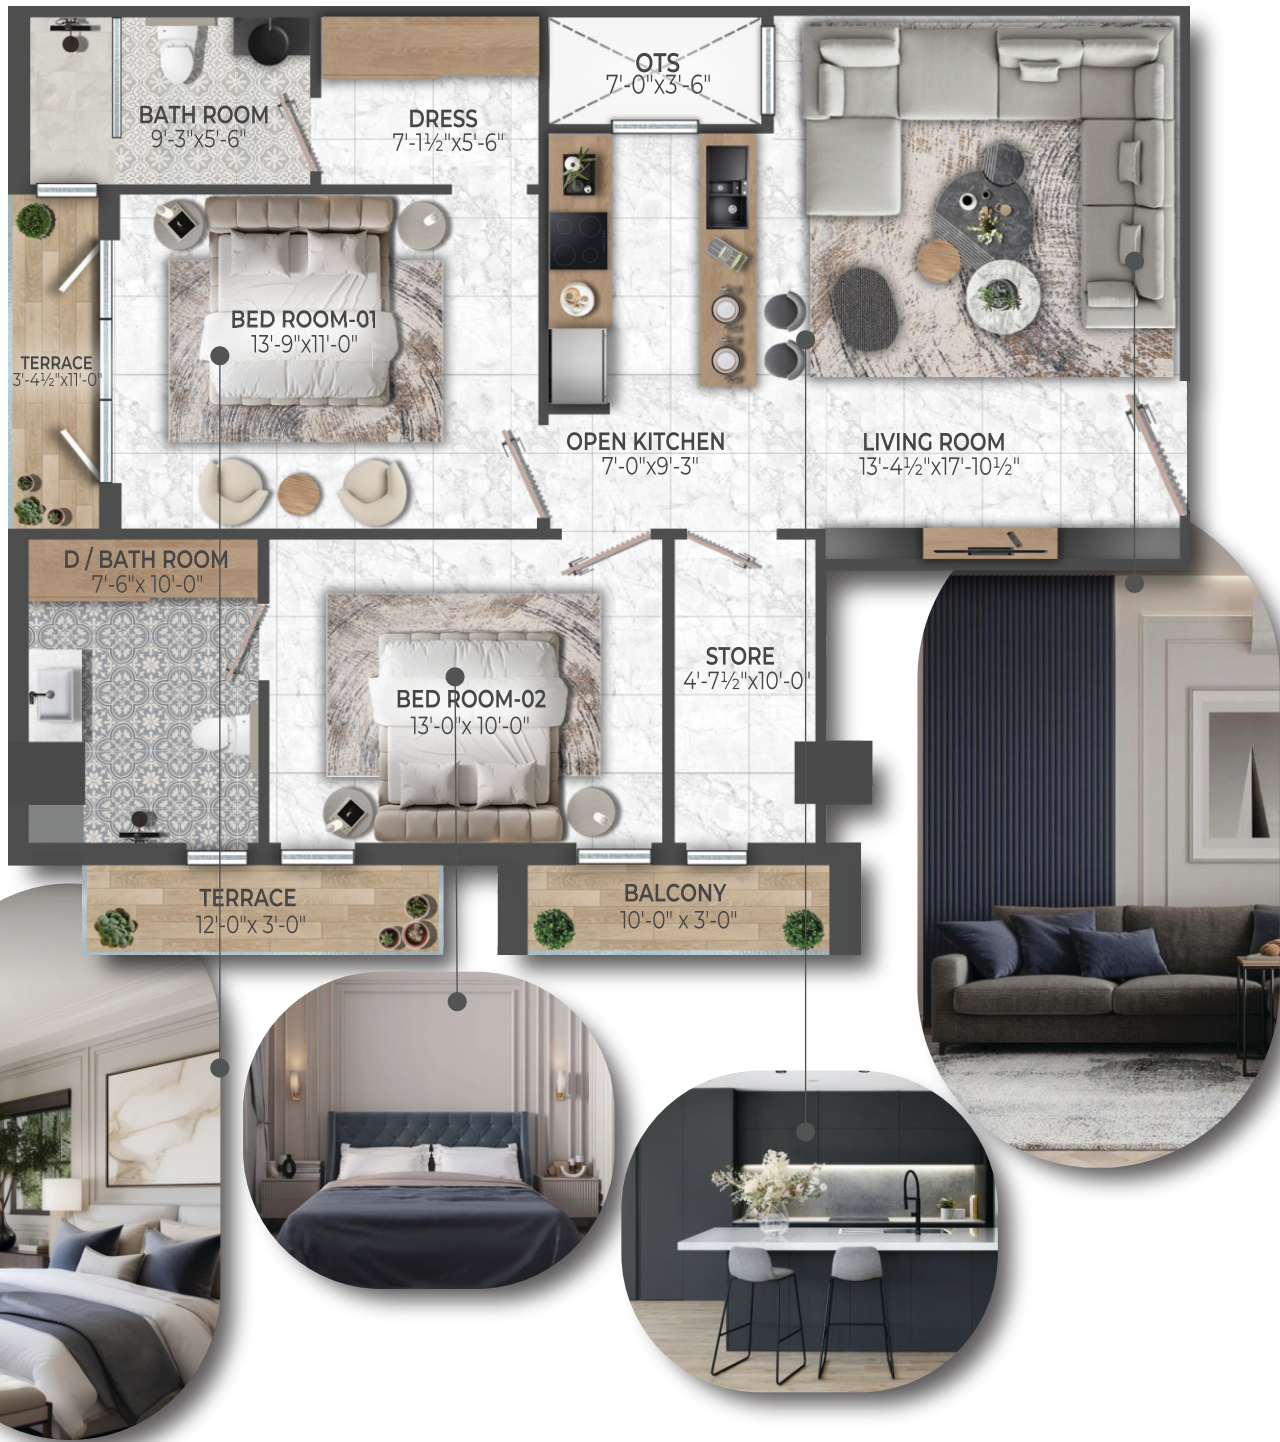 OTS
7'-0"x3'-6"
BATH ROOM
9'-3"x5'-6"
DRESS
7'-1½"x5'-6"
BED ROOM-01
13'-9"x11'-0"
TERRACE
3'-4½"x11'-0"
OPEN KITCHEN
7'-0"x9'-3"
LIVING ROOM
13'-4½"x17'-10½"
D / BATH ROOM
7'-6"x 10'-0"
STORE
4'-7½"x10'-0"
BED ROOM-02
13'-0"x 10'-0"
TERRACE
12'-0"x 3'-0"
BALCONY
10'-0" x 3'-0"